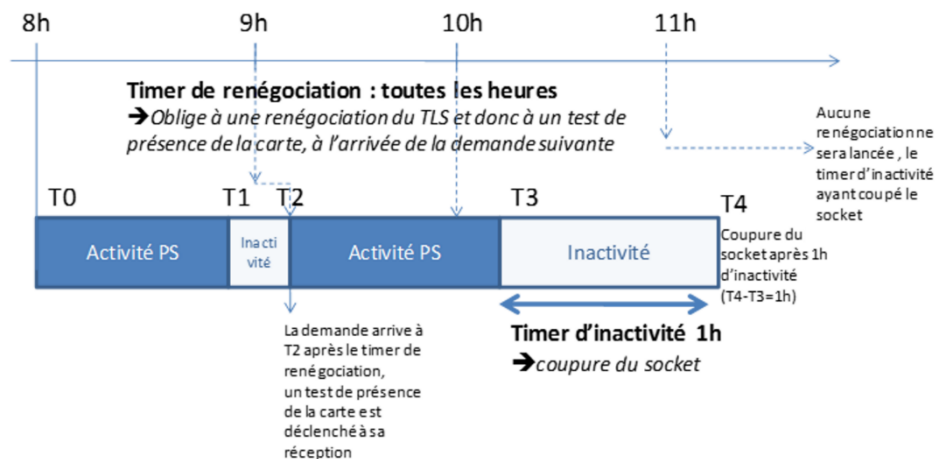 8h
9h
10h
11h
Timer de renégociation : toutes les heures
➔Oblige à une renégociation du TLS et donc à un test de
présence de la carte, à l'arrivée de la demande suivante
Aucune
renégociation ne
sera lancée , le
timer d'inactivité
ayant coupé le
socket
T0
T1
T2
T3
T4
Activité PS
Inacti
vité
Activité PS
Inactivité
Coupure du
socket après 1h
d'inactivité
(T4-T3=1h)
La demande arrive à
T2 après le timer de
renégociation,
un test de présence
de la carte est
déclenché à sa
réception
Timer d'inactivité 1h
➔coupure du socket